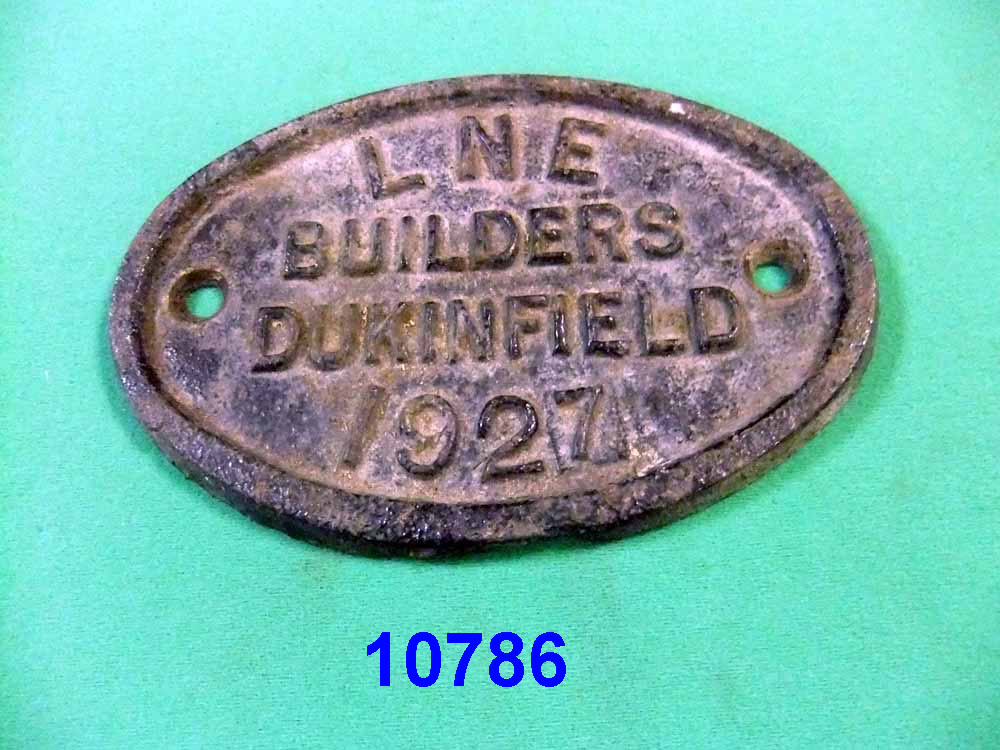 L N E
BUILDERS
DUKINFIELD
1927
10786